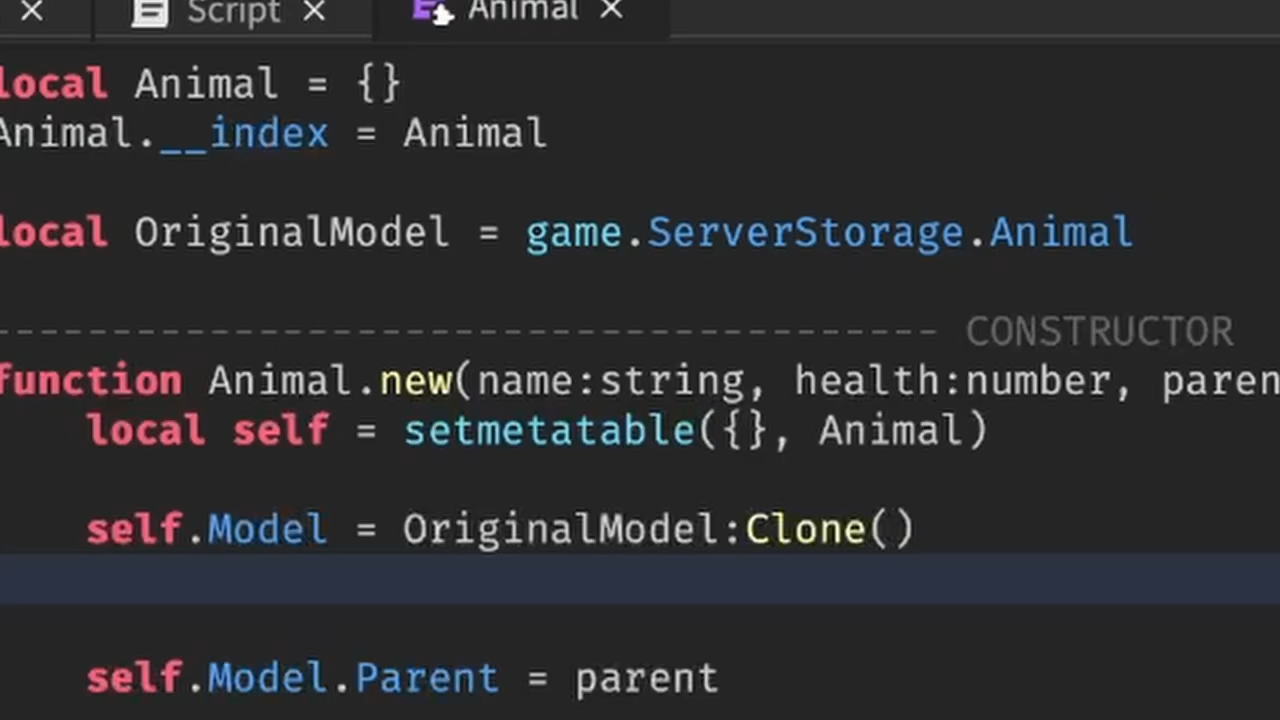 Script Animal
local Animal = {}
Animal.__index = Animal
local OriginalModel = game.ServerStorage.Animal
-------------------------------------- CONSTRUCTOR
function Animal.new(name:string, health:number, paren
local self = setmetatable({}, Animal)
self.Model = OriginalModel:Clone()
self.Model.Parent = parent